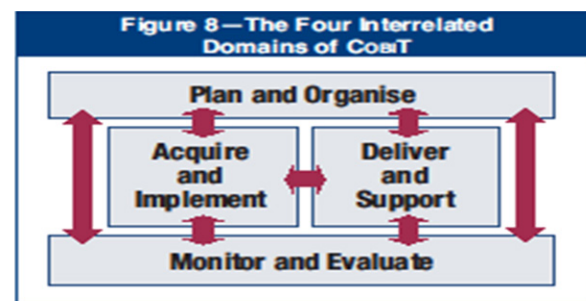 Figure 8—The Four Interrelated
Domains of COBIT
Plan and Organise
Acquire
and
Implement
Deliver
and
Support
Monitor and Evaluate